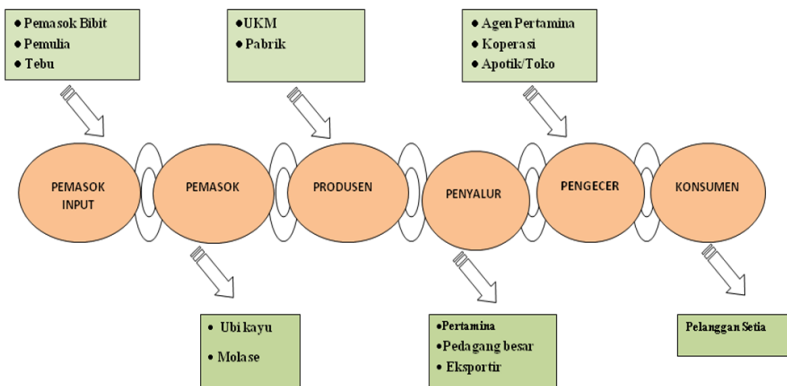 • Pemasok Bibit
• Pemulia
• Tebu
• UKM
• Pabrik
• Agen Pertamina
• Koperasi
• Apotik/Toko
PEMASOK
INPUT
PEMASOK
PRODUSEN
PENYALUR
PENGECER
KONSUMEN
• Ubi kayu
• Molase
•Pertamina
•Pedagang besar
• Eksportir
Pelanggan Setia